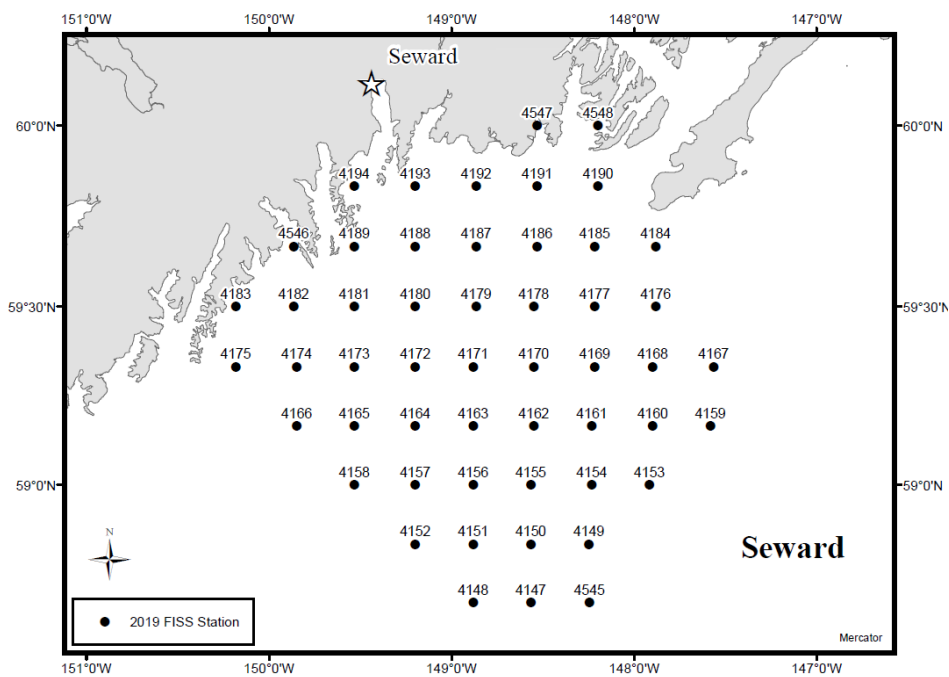 151°0'W 150°0'W 149°0'W 148°0'W 147°0'W
Seward
4547 4548
60°0'N 60°0'N
4194 4193 4192 4191 4190
4546 4189 4188 4187 4186 4185 4184
4183 4182 4181 4180 4179 4178 4177 4176
59°30'N 59°30'N
4175 4174 4173 4172 4171 4170 4169 4168 4167
4166 4165 4164 4163 4162 4161 4160 4159
4158 4157 4156 4155 4154 4153
59°0'N 59°0'N
4152 4151 4150 4149
N
Seward
4148 4147 4545
2019 FISS Station
Mercator
151°0'W 150°0'W 149°0'W 148°0'W 147°0'W